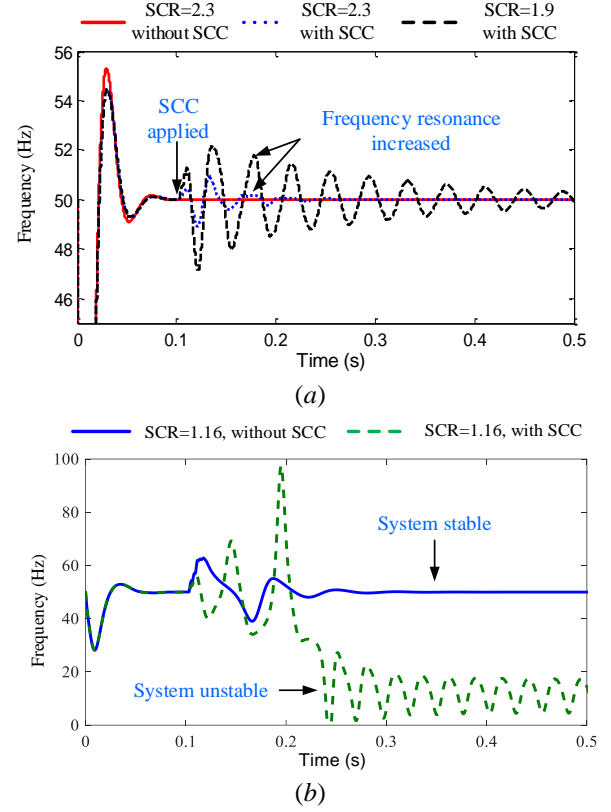 SCR=2.3 without SCC
SCR=2.3 with SCC
SCR=1.9 with SCC
56
54
52
50
48
46
Frequency (Hz)
SCC applied
Frequency resonance increased
0 0.1 0.2 0.3 0.4 0.5
Time (s)
(a)
SCR=1.16, without SCC
SCR=1.16, with SCC
100
80
60
40
20
0
Frequency (Hz)
System stable
System unstable
0 0.1 0.2 0.3 0.4 0.5
Time (s)
(b)